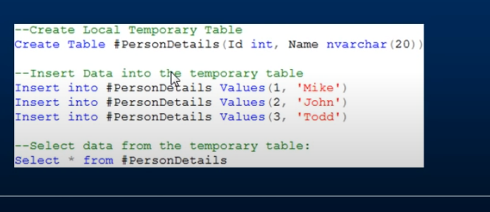 --Create Local Temporary Table
Create Table #PersonDetails(Id int, Name nvarchar(20))
--Insert Data into the temporary table
Insert into #PersonDetails Values(1, 'Mike')
Insert into #PersonDetails Values(2, 'John')
Insert into #PersonDetails Values(3, 'Todd')
--Select data from the temporary table:
Select * from #PersonDetails